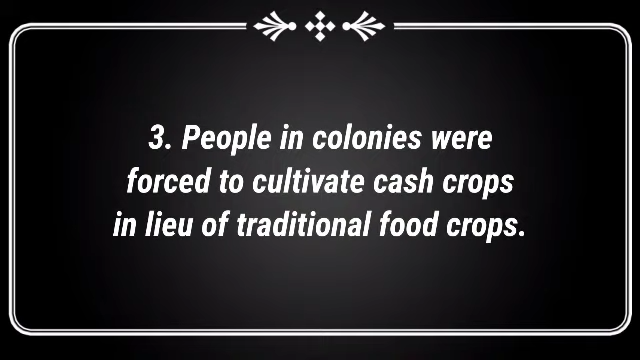 3. People in colonies were
forced to cultivate cash crops
in lieu of traditional food crops.